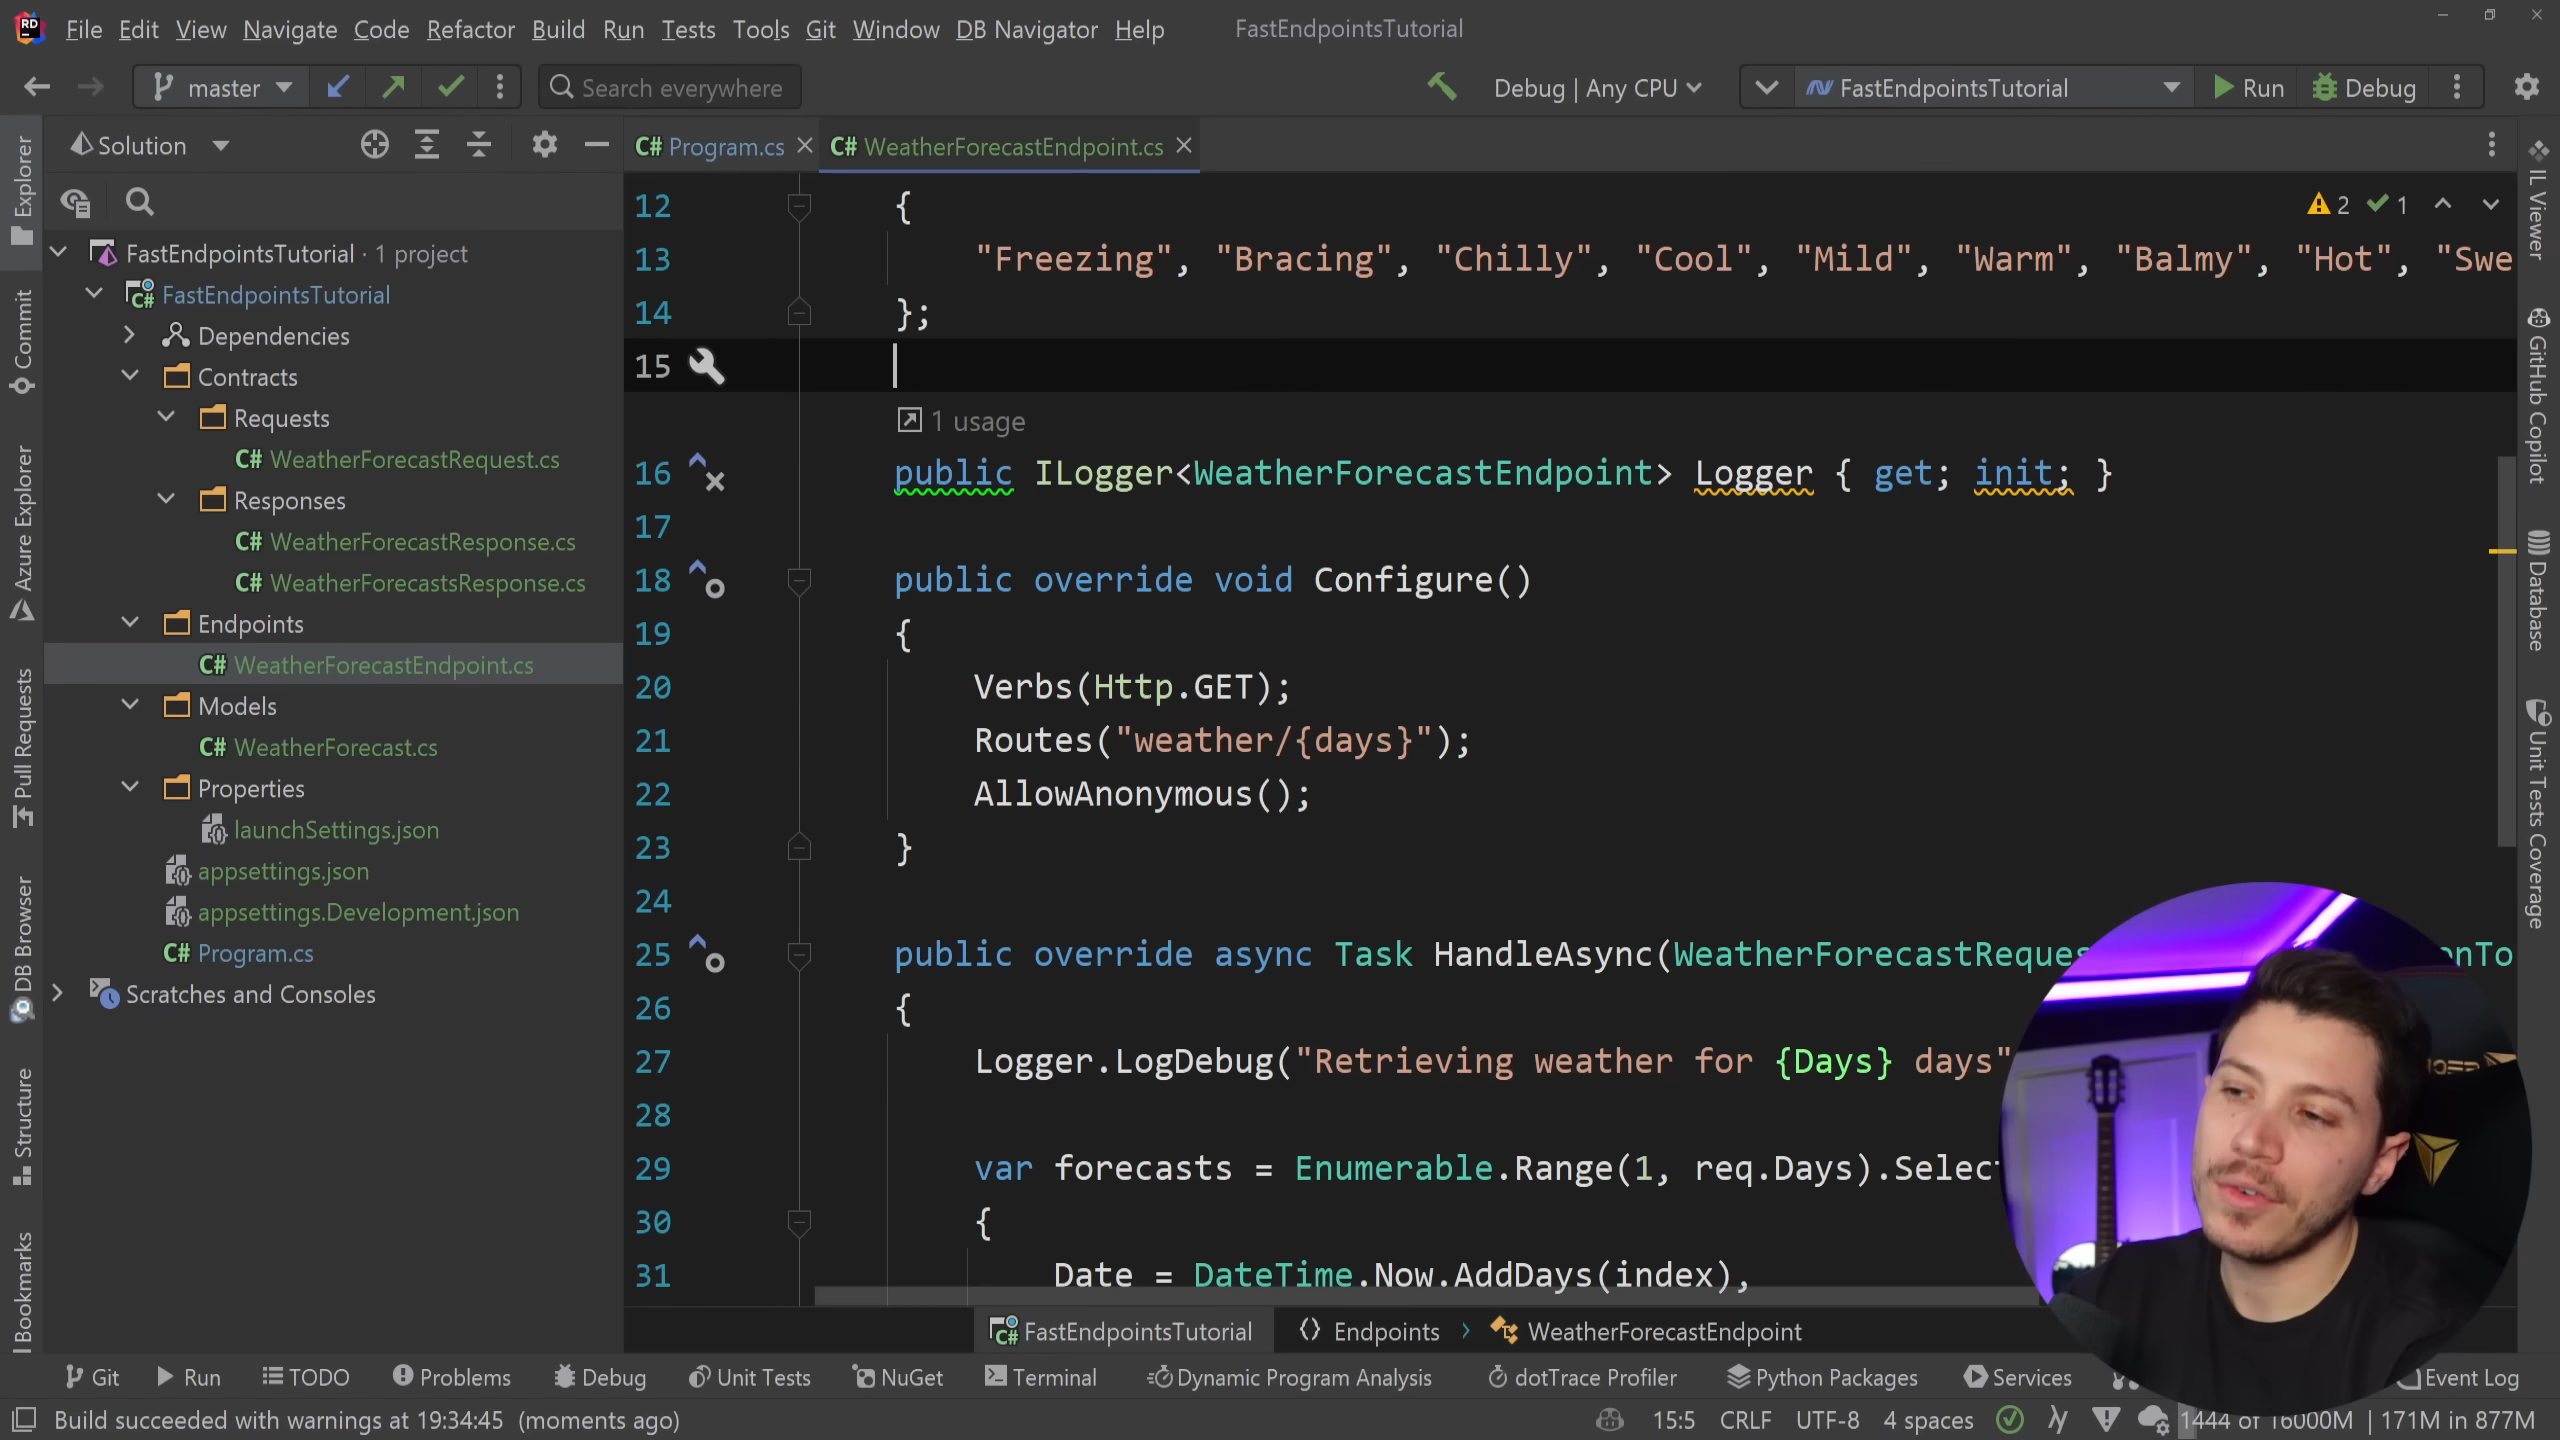 RD File Edit View Navigate Code Refactor Build Run Tests Tools Git Window DB Navigator Help FastEndpointsTutorial
master Search everywhere Debug | Any CPU FastEndpointsTutorial Run Debug
Solution
C# Program.cs C# WeatherForecastEndpoint.cs
FastEndpointsTutorial · 1 project
C# FastEndpointsTutorial
Dependencies
Contracts
Requests
C# WeatherForecastRequest.cs
Responses
C# WeatherForecastResponse.cs
C# WeatherForecastsResponse.cs
Endpoints
C# WeatherForecastEndpoint.cs
Models
C# WeatherForecast.cs
Properties
launchSettings.json
appsettings.json
appsettings.Development.json
C# Program.cs
Scratches and Consoles
Explorer
Commit
Azure Explorer
Pull Requests
DB Browser
Structure
Bookmarks
2 1
12 {
13 "Freezing", "Bracing", "Chilly", "Cool", "Mild", "Warm", "Balmy", "Hot", "Swe
14 };
15
1 usage
16 public ILogger<WeatherForecastEndpoint> Logger { get; init; }
17
18 public override void Configure()
19 {
20 Verbs(Http.GET);
21 Routes("weather/{days}");
22 AllowAnonymous();
23 }
24
25 public override async Task HandleAsync(WeatherForecastReques onTo
26 {
27 Logger.LogDebug("Retrieving weather for {Days} days"
28
29 var forecasts = Enumerable.Range(1, req.Days).Select
30 {
31 Date = DateTime.Now.AddDays(index),
IL Viewer
GitHub Copilot
Database
Unit Tests Coverage
C# FastEndpointsTutorial Endpoints WeatherForecastEndpoint
Git Run TODO Problems Debug Unit Tests NuGet Terminal Dynamic Program Analysis dotTrace Profiler Python Packages Services Event Log
Build succeeded with warnings at 19:34:45 (moments ago) 15:5 CRLF UTF-8 4 spaces 1444 of 16000M | 171M in 877M